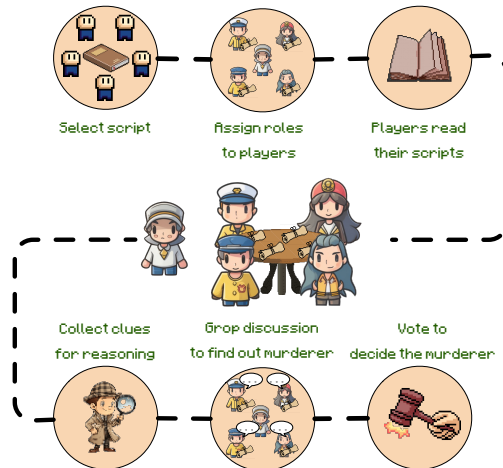 Select script
Assign roles
to players
Players read
their scripts
Collect clues
for reasoning
Grop discussion
to find out murderer
Vote to
decide the murderer